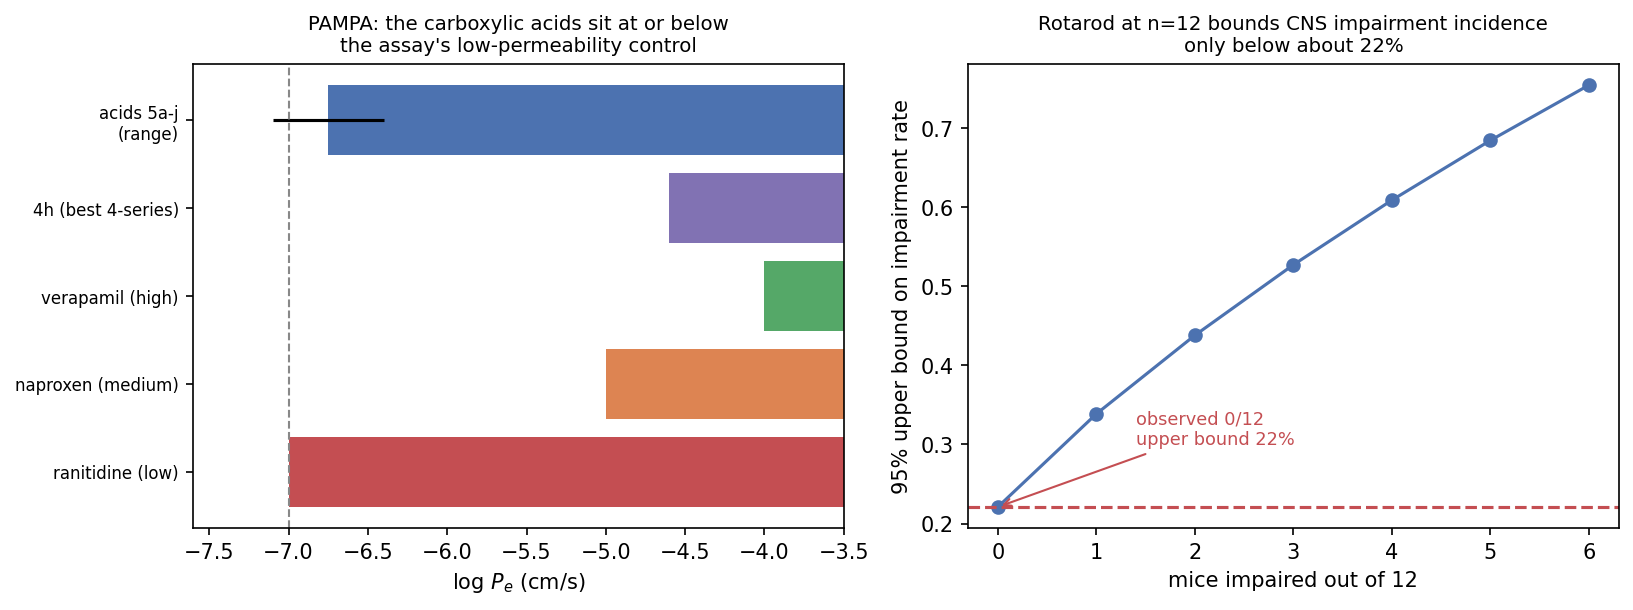 PAMPA: the carboxylic acids sit at or below
the assay's low-permeability control
acids 5a-j
(range)
4h (best 4-series)
verapamil (high)
naproxen (medium)
ranitidine (low)
−7.5 −7.0 −6.5 −6.0 −5.5 −5.0 −4.5 −4.0 −3.5
log Pe (cm/s)
Rotarod at n=12 bounds CNS impairment incidence
only below about 22%
95% upper bound on impairment rate
0.7
0.6
0.5
0.4
0.3
0.2
observed 0/12
upper bound 22%
0 1 2 3 4 5 6
mice impaired out of 12